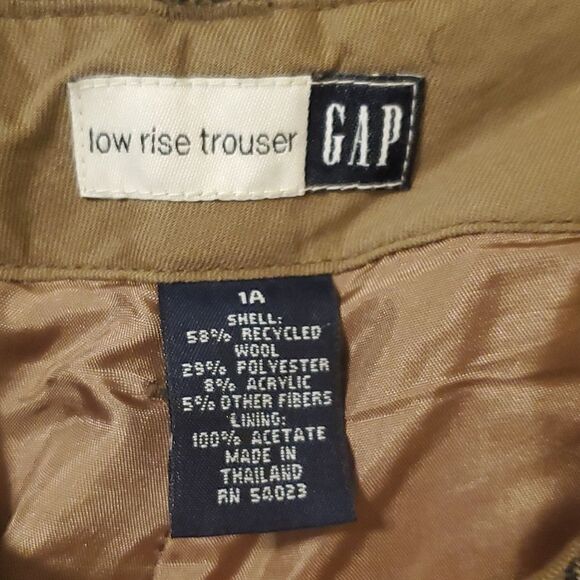 low rise trouser GAP
1A
SHELL:
58% RECYCLED
WOOL
29% POLYESTER
8% ACRYLIC
5% OTHER FIBERS
LINING:
100% ACETATE
MADE IN
THAILAND
RN 54023